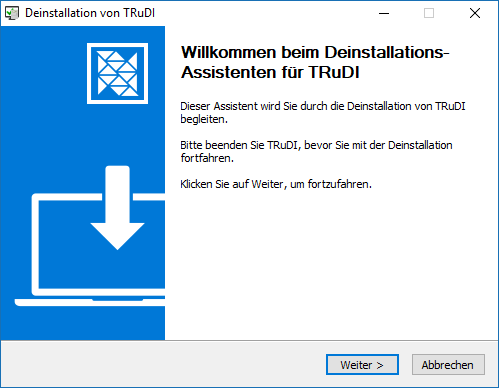 Deinstallation von TRuDI
Willkommen beim Deinstallations-
Assistenten für TRuDI
Dieser Assistent wird Sie durch die Deinstallation von TRuDI
begleiten.
Bitte beenden Sie TRuDI, bevor Sie mit der Deinstallation
fortfahren.
Klicken Sie auf Weiter, um fortzufahren.
Weiter >
Abbrechen